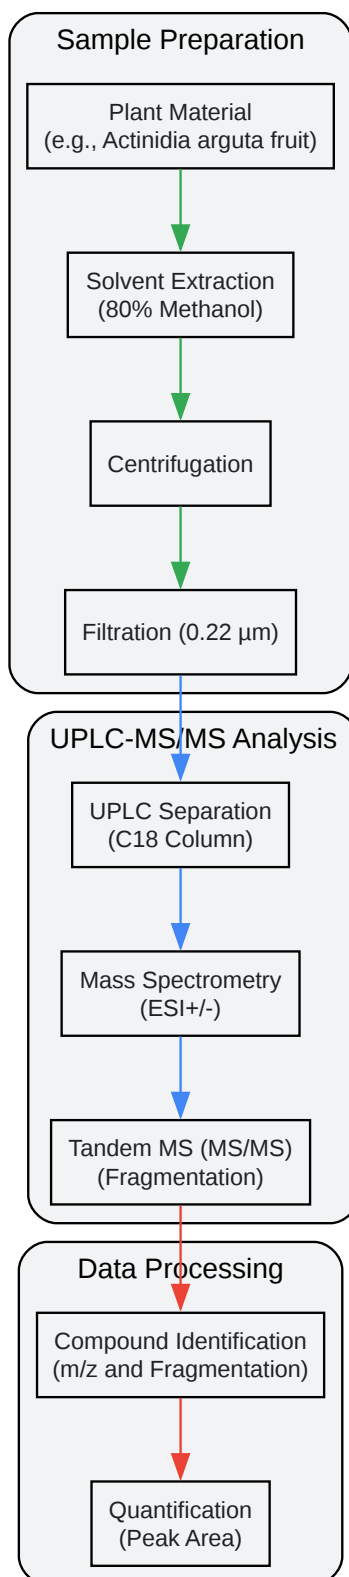 Sample Preparation
Plant Material
(e.g., Actinidia arguta fruit)
Solvent Extraction
(80% Methanol)
Centrifugation
Filtration (0.22 µm)
UPLC-MS/MS Analysis
UPLC Separation
(C18 Column)
Mass Spectrometry
(ESI+/-)
Tandem MS (MS/MS)
(Fragmentation)
Data Processing
Compound Identification
(m/z and Fragmentation)
Quantification
(Peak Area)